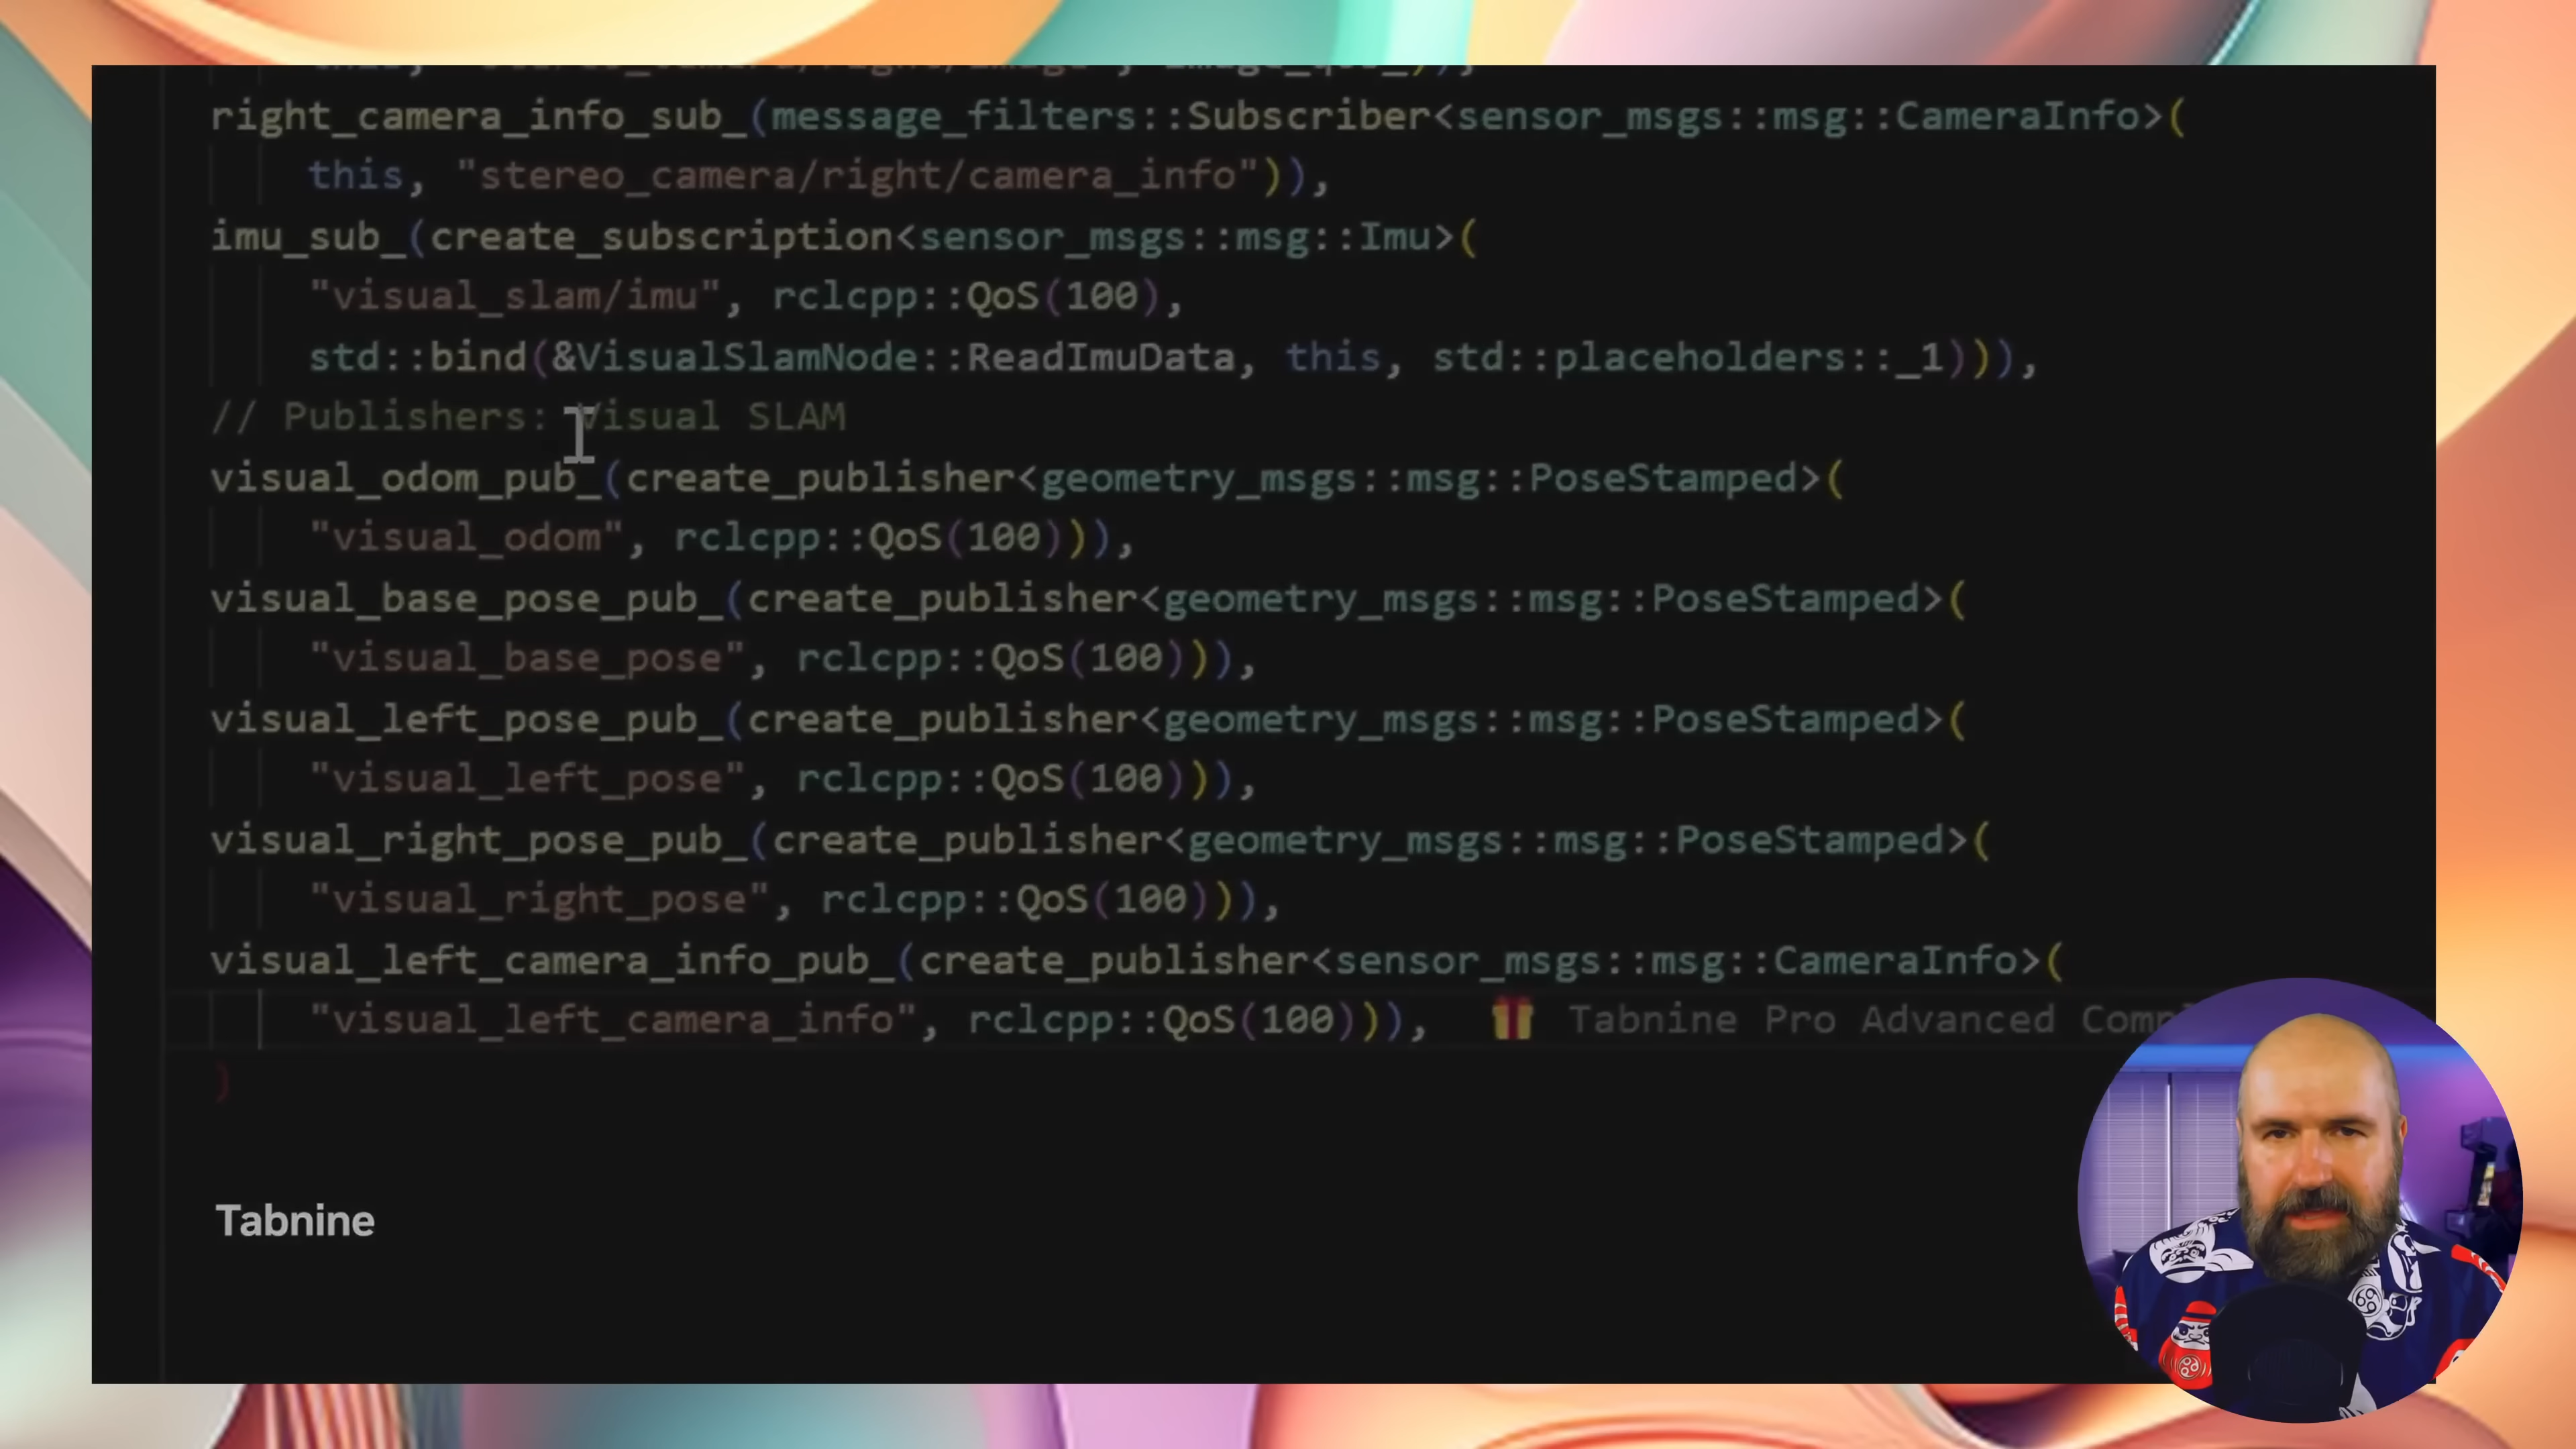 right_camera_info_sub_(message_filters::Subscriber<sensor_msgs::msg::CameraInfo>(
this, "stereo_camera/right/camera_info")),
imu_sub_(create_subscription<sensor_msgs::msg::Imu>(
"visual_slam/imu", rclcpp::QoS(100),
std::bind(&VisualSlamNode::ReadImuData, this, std::placeholders::_1))),
// Publishers: Visual SLAM
visual_odom_pub_(create_publisher<geometry_msgs::msg::PoseStamped>(
"visual_odom", rclcpp::QoS(100))),
visual_base_pose_pub_(create_publisher<geometry_msgs::msg::PoseStamped>(
"visual_base_pose", rclcpp::QoS(100))),
visual_left_pose_pub_(create_publisher<geometry_msgs::msg::PoseStamped>(
"visual_left_pose", rclcpp::QoS(100))),
visual_right_pose_pub_(create_publisher<geometry_msgs::msg::PoseStamped>(
"visual_right_pose", rclcpp::QoS(100))),
visual_left_camera_info_pub_(create_publisher<sensor_msgs::msg::CameraInfo>(
"visual_left_camera_info", rclcpp::QoS(100))), Tabnine Pro Advanced
)
Tabnine